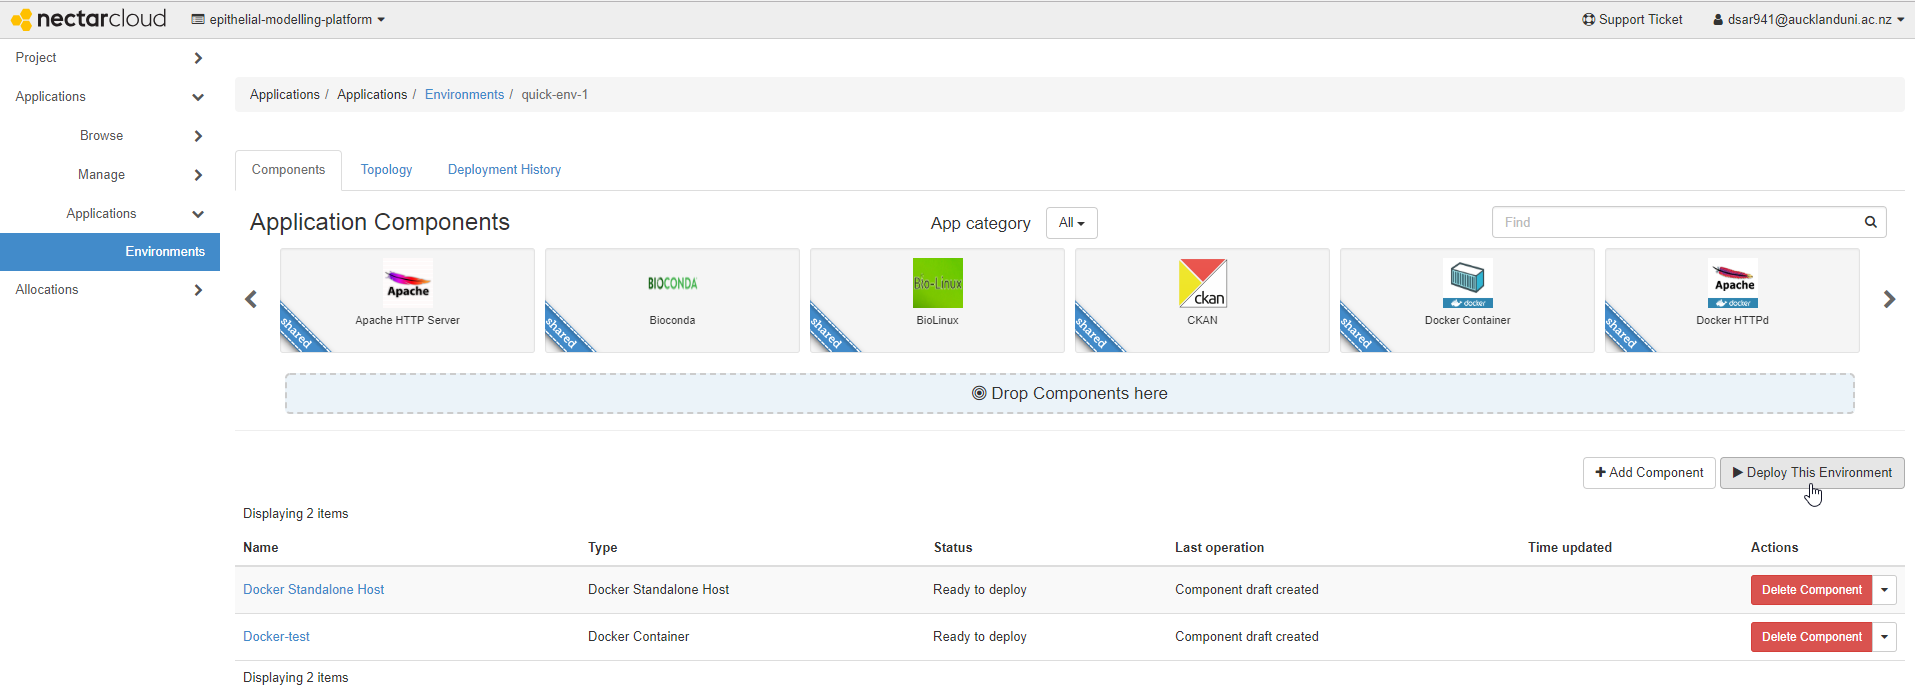 nectarcloud epithelial-modelling-platform Support Ticket dsar941@aucklanduni.ac.nz
Project
Applications
Browse
Manage
Applications
Environments
Allocations
Applications / Applications / Environments / quick-env-1
Components Topology Deployment History
Application Components App category All Find
Apache BIOCONDA Bio-Linux ckan docker Apache docker
Apache HTTP Server Bioconda BioLinux CKAN Docker Container Docker HTTPd
shared shared shared shared shared shared
Drop Components here
Add Component Deploy This Environment
Displaying 2 items
Name Type Status Last operation Time updated Actions
Docker Standalone Host Docker Standalone Host Ready to deploy Component draft created Delete Component
Docker-test Docker Container Ready to deploy Component draft created Delete Component
Displaying 2 items